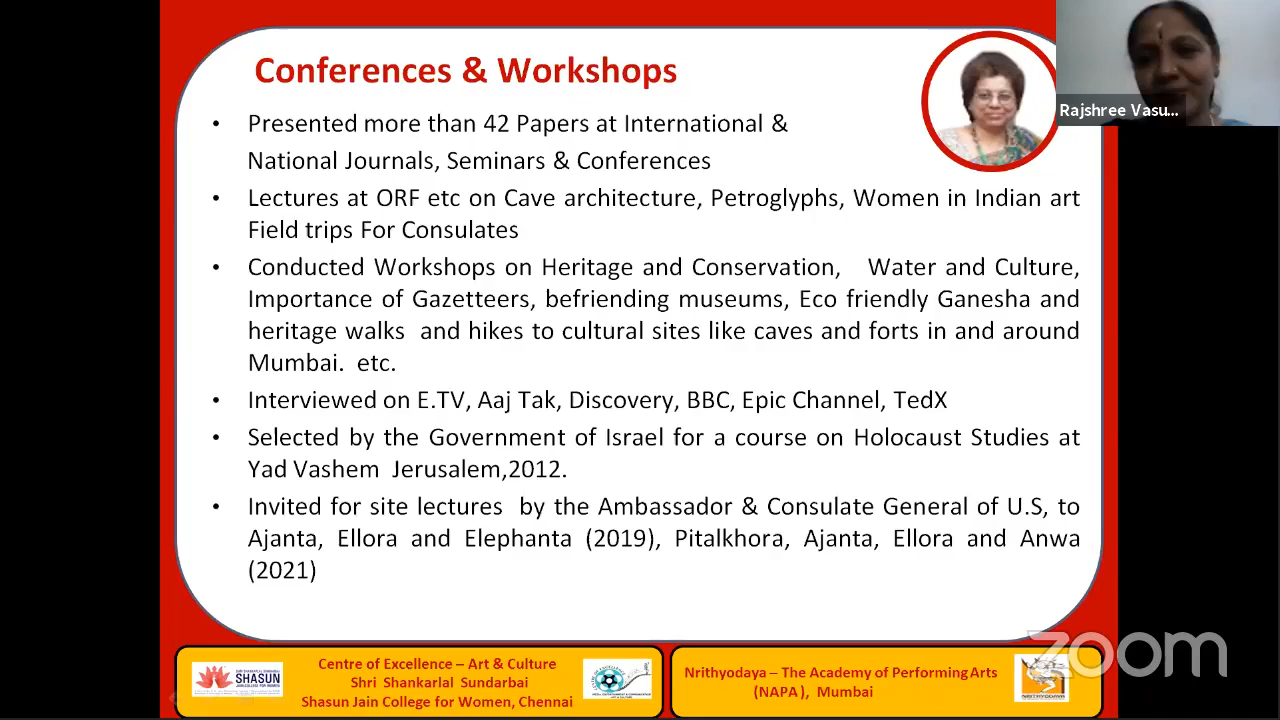 Conferences & Workshops
Rajshree Vasu...
• Presented more than 42 Papers at International &
National Journals, Seminars & Conferences
• Lectures at ORF etc on Cave architecture, Petroglyphs, Women in Indian art
Field trips For Consulates
• Conducted Workshops on Heritage and Conservation, Water and Culture,
Importance of Gazetteers, befriending museums, Eco friendly Ganesha and
heritage walks and hikes to cultural sites like caves and forts in and around
Mumbai. etc.
• Interviewed on E.TV, Aaj Tak, Discovery, BBC, Epic Channel, TedX
• Selected by the Government of Israel for a course on Holocaust Studies at
Yad Vashem Jerusalem,2012.
• Invited for site lectures by the Ambassador & Consulate General of U.S, to
Ajanta, Ellora and Elephanta (2019), Pitalkhora, Ajanta, Ellora and Anwa
(2021)
zoom
SHASUN
Centre of Excellence – Art & Culture
Shri Shankarlal Sundarbai
Shasun Jain College for Women, Chennai
Nrithyodaya – The Academy of Performing Arts
(NAPA), Mumbai